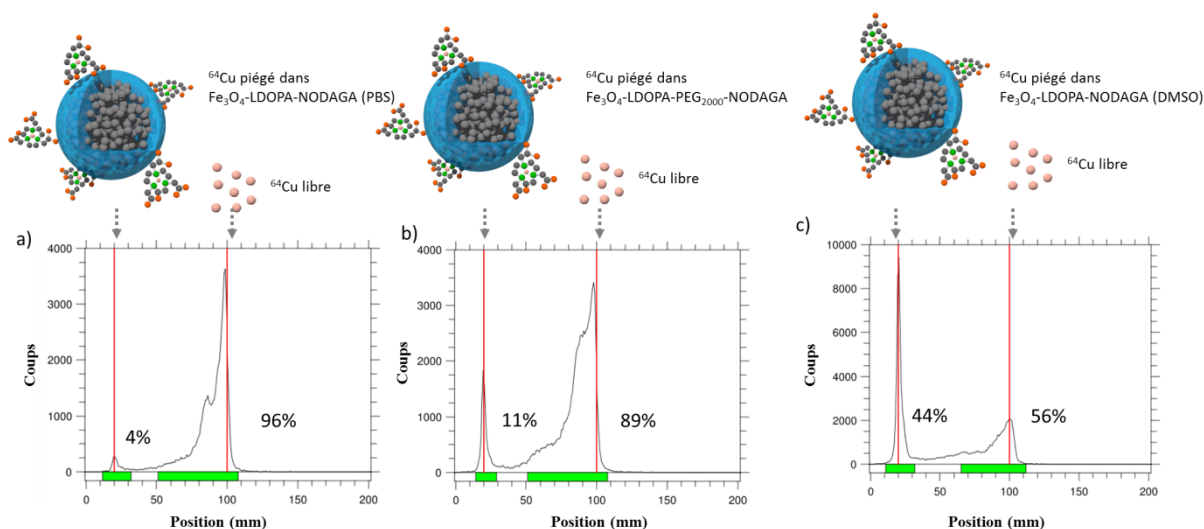 ⁶⁴Cu piégé dans
Fe₃O₄-LDOPA-NODAGA (PBS)
⁶⁴Cu libre
⁶⁴Cu piégé dans
Fe₃O₄-LDOPA-PEG₂₀₀₀-NODAGA
⁶⁴Cu libre
⁶⁴Cu piégé dans
Fe₃O₄-LDOPA-NODAGA (DMSO)
⁶⁴Cu libre
a)
4000
3000
2000
1000
0
Coups
4%
96%
0 50 100 150 200
Position (mm)
b)
4000
3000
2000
1000
0
Coups
11%
89%
0 50 100 150 200
Position (mm)
c)
10000
8000
6000
4000
2000
0
Coups
44%
56%
0 50 100 150 200
Position (mm)